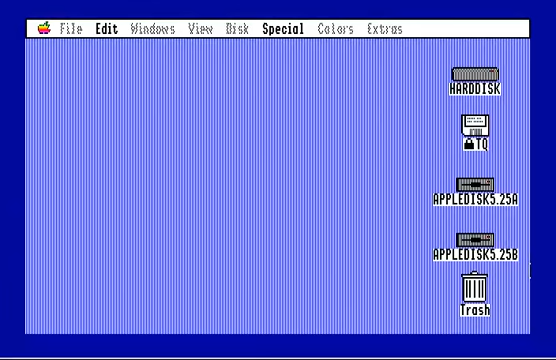 File Edit Windows View Disk Special Colors Extras
HARDDISK
TQ
APPLEDISK5.25A
APPLEDISK5.25B
Trash